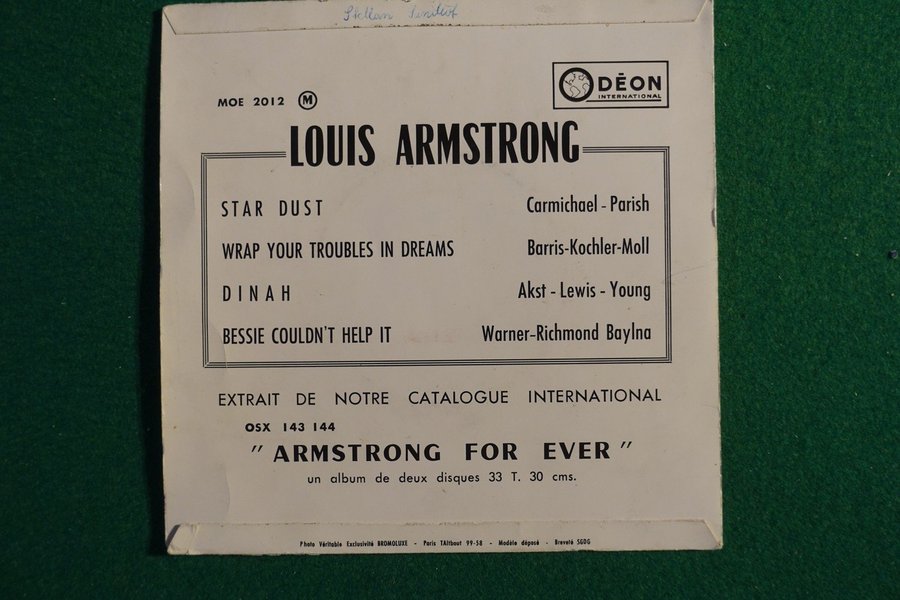 MOE 2012 M
ODÉON
INTERNATIONAL
LOUIS ARMSTRONG
STAR DUST Carmichael - Parish
WRAP YOUR TROUBLES IN DREAMS Barris-Kochler-Moll
DINAH Akst - Lewis - Young
BESSIE COULDN'T HELP IT Warner-Richmond Baylna
EXTRAIT DE NOTRE CATALOGUE INTERNATIONAL
OSX 143 144
" ARMSTRONG FOR EVER "
un album de deux disques 33 T. 30 cms.
Photo Véritable Exclusivité BROMOLUXE - Paris TAItbout 99-58 - Modèle déposé - Breveté SGDG